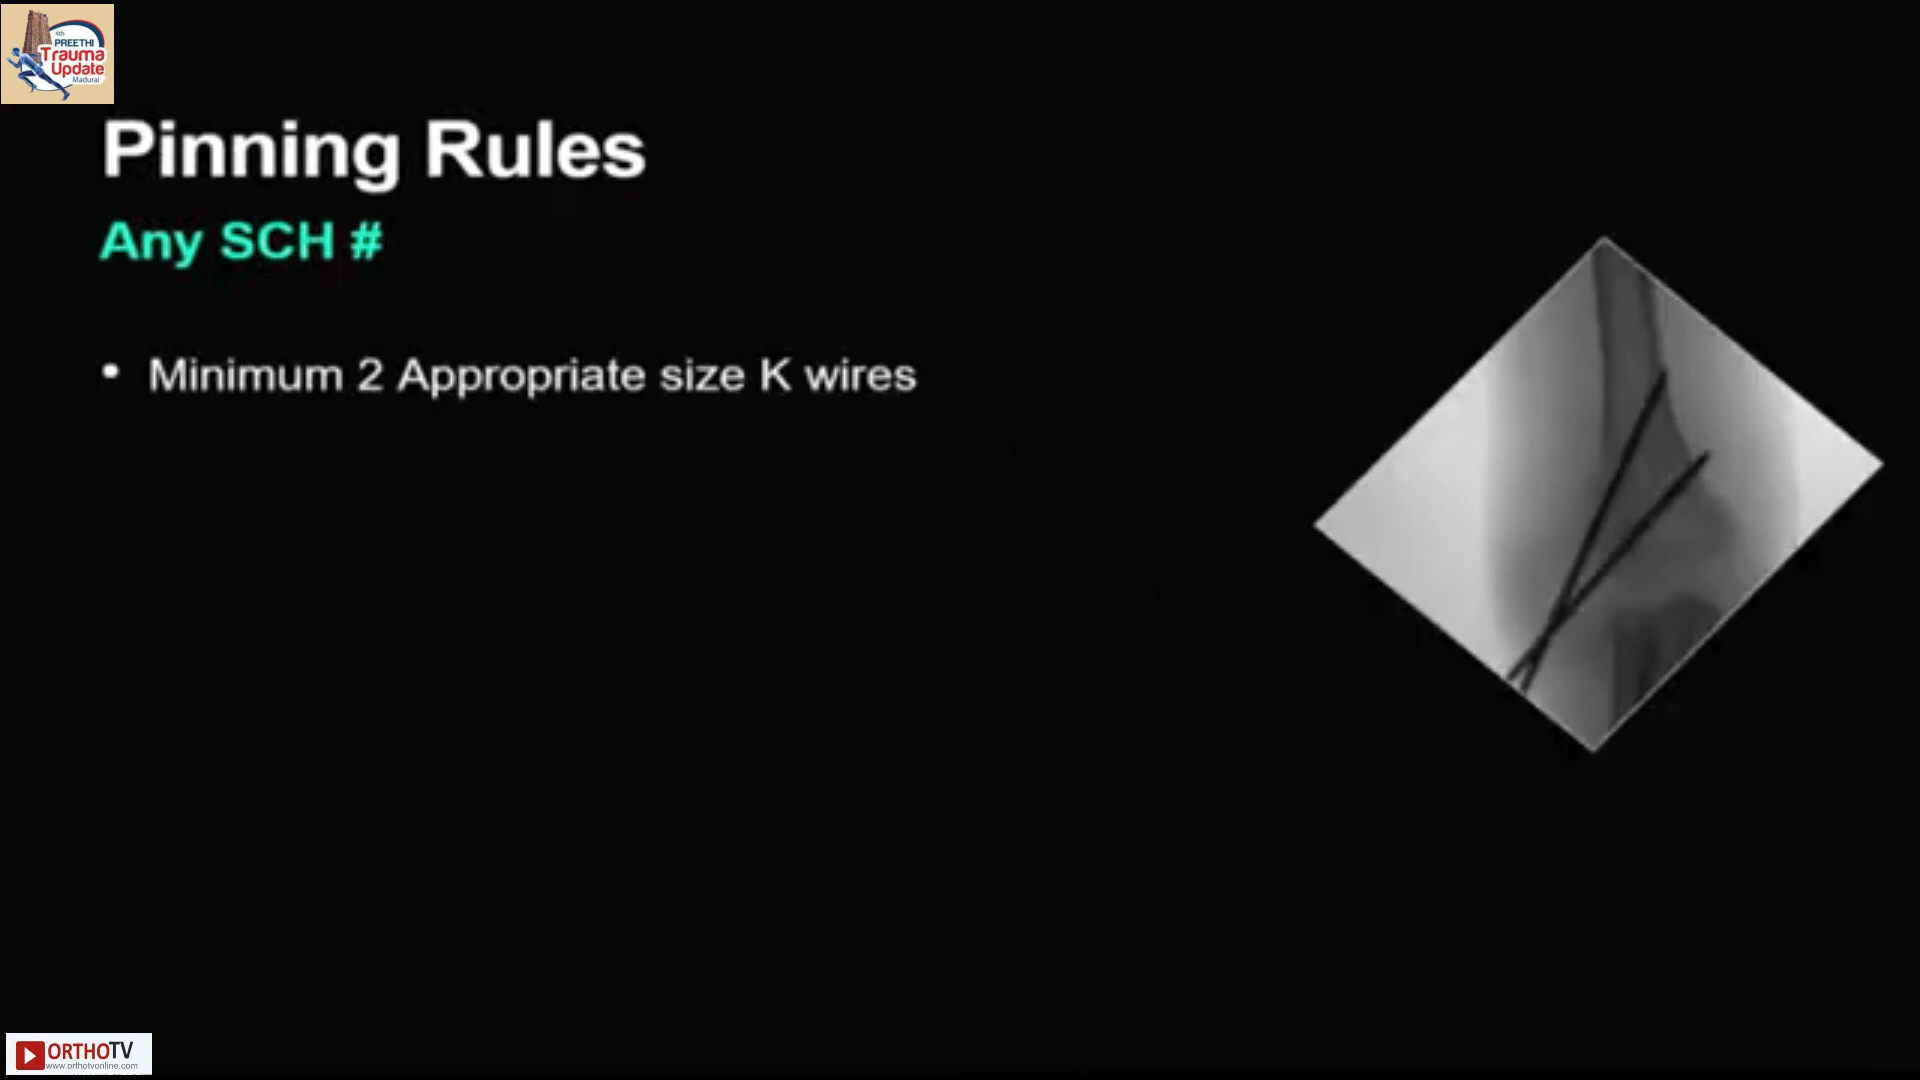 4th
PREETHI
Trauma
Update
Madurai
Pinning Rules
Any SCH #
• Minimum 2 Appropriate size K wires
ORTHOTV
www.orthotvonline.com